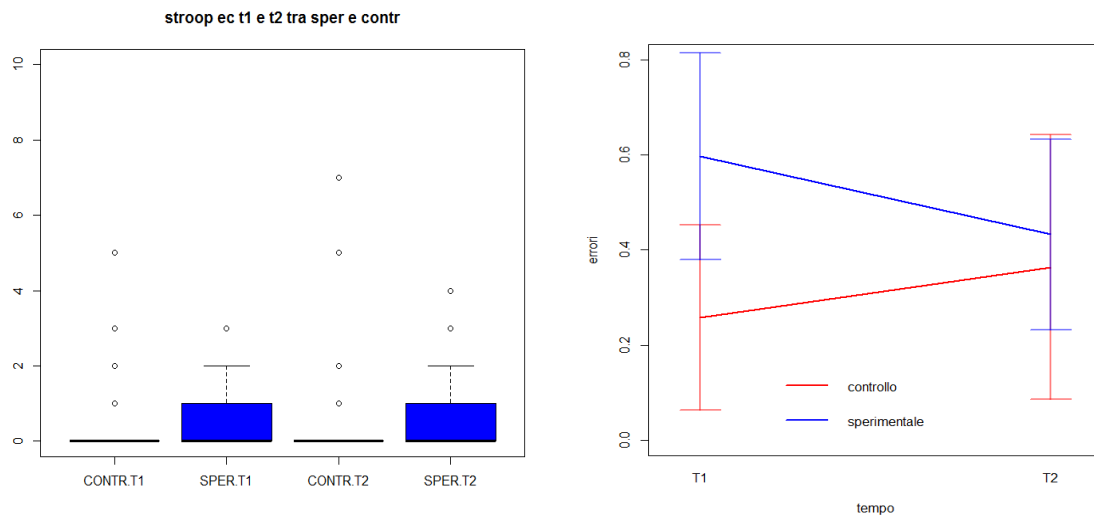 stroop ec t1 e t2 tra sper e contr
10
8
6
4
2
0
CONTR.T1 SPER.T1 CONTR.T2 SPER.T2
0.8
0.6
0.4
0.2
0.0
errori
controllo
sperimentale
T1 T2
tempo